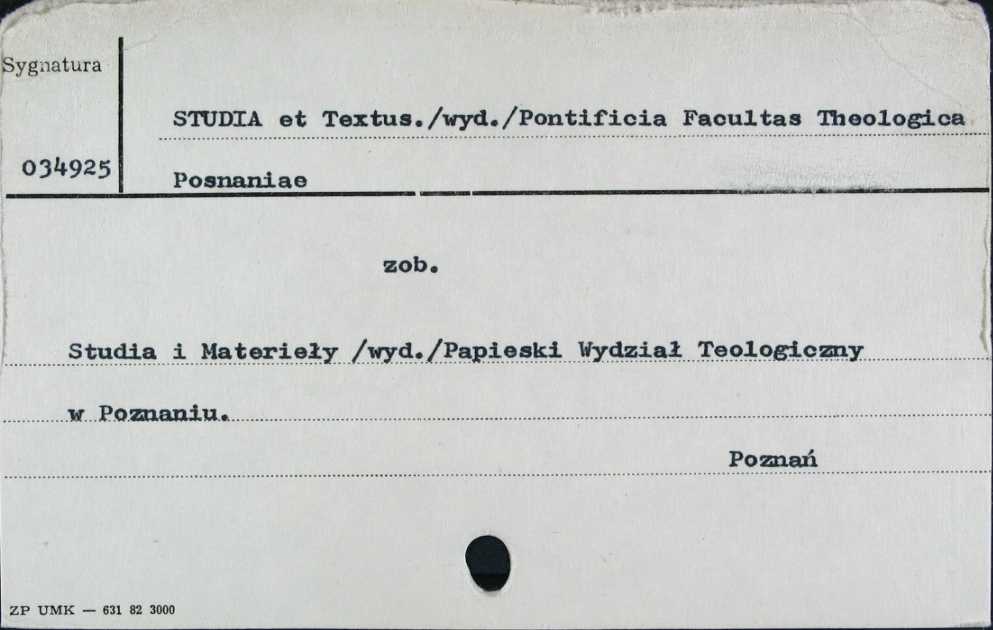 Sygnatura
STUDIA et Textus./wyd./Pontificia Facultas Theologica
034925
Posnaniae
zob.
Studia i Materieły /wyd./Papieski Wydział Teologiczny
w Poznaniu.
Poznań
ZP UMK — 631 82 3000